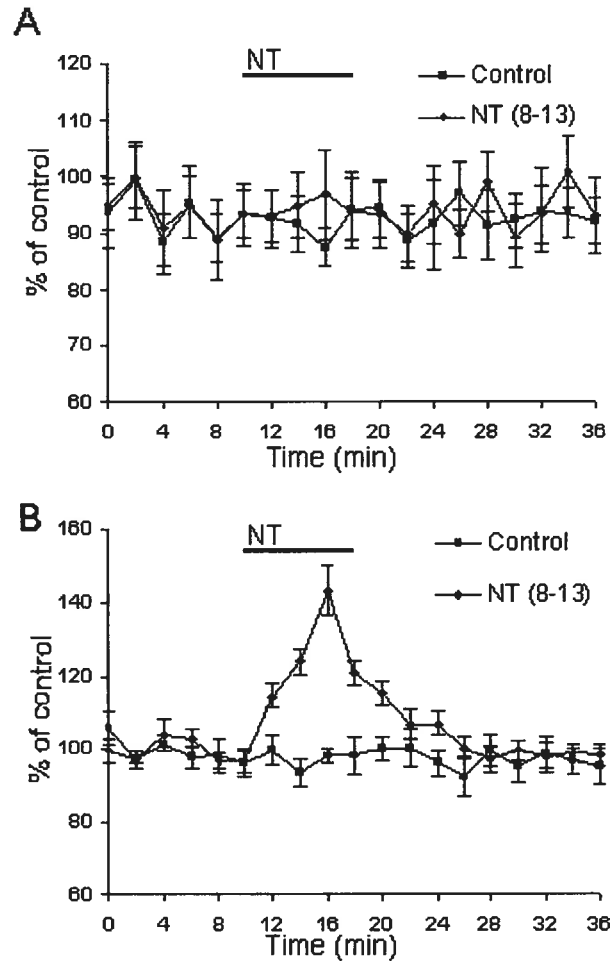 A
NT
Control
NT (8-13)
120
110
100
90
80
70
60
% of control
0 4 8 12 16 20 24 28 32 36
Time (min)
B
NT
Control
NT (8-13)
160
140
120
100
80
60
% of control
0 4 8 12 16 20 24 28 32 36
Time (min)